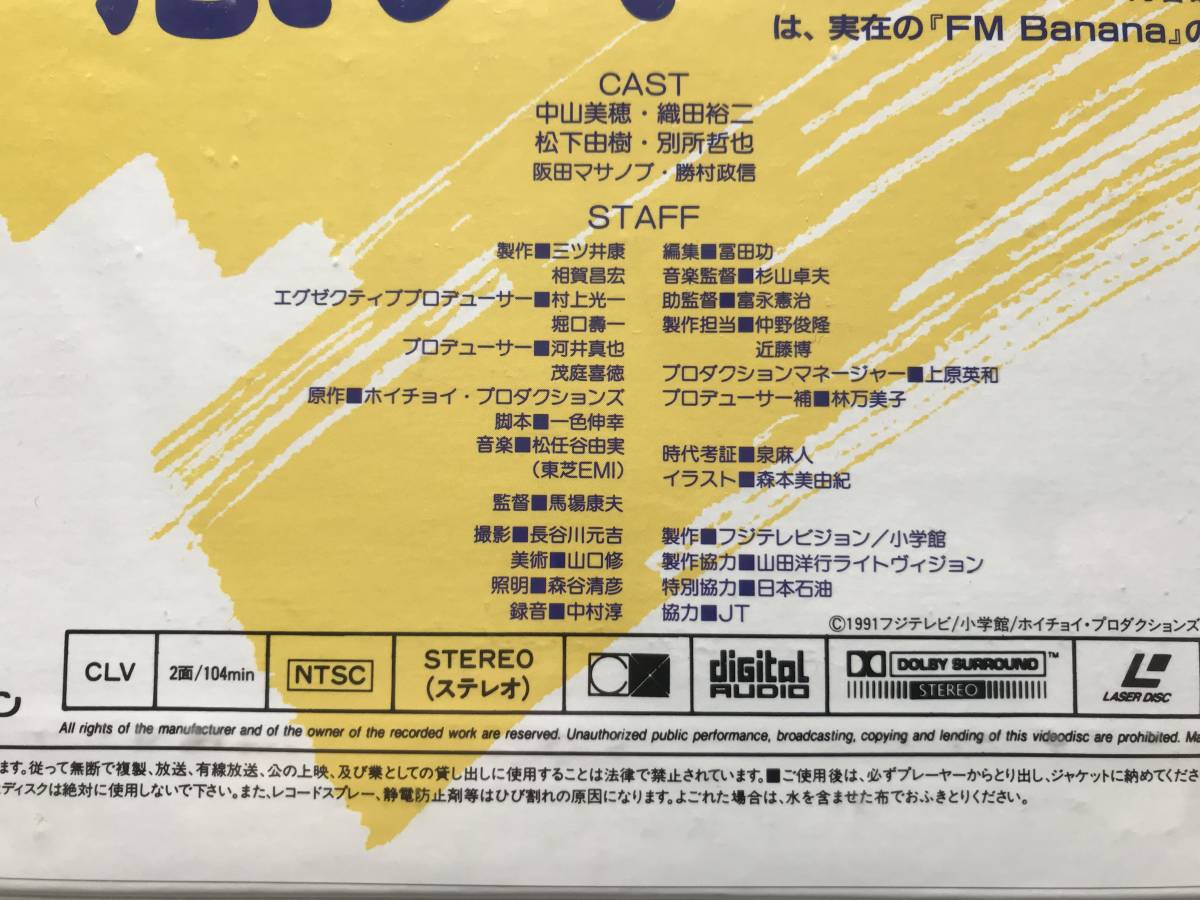 は、実在の『FM Banana』の
CAST
中山美穂・織田裕二
松下由樹・別所哲也
阪田マサノブ・勝村政信
STAFF
製作■三ツ井康
相賀昌宏
エグゼクティブプロデューサー■村上光一
堀口壽一
プロデューサー■河井真也
茂庭喜徳
原作■ホイチョイ・プロダクションズ
脚本■一色伸幸
音楽■松任谷由実
(東芝EMI)
監督■馬場康夫
撮影■長谷川元吉
美術■山口修
照明■森谷清彦
録音■中村淳
編集■冨田功
音楽監督■杉山卓夫
助監督■富永憲治
製作担当■仲野俊隆
近藤博
プロダクションマネージャー■上原英和
プロデューサー補■林万美子
時代考証■泉麻人
イラスト■森本美由紀
製作■フジテレビジョン/小学館
製作協力■山田洋行ライトヴィジョン
特別協力■日本石油
協力■JT
©1991フジテレビ/小学館/ホイチョイ・プロダクションズ
CLV
2面/104min
NTSC
STEREO
(ステレオ)
digital
AUDIO
DOLBY SURROUND™
STEREO
LASER DISC
ン
All rights of the manufacturer and of the owner of the recorded work are reserved. Unauthorized public performance, broadcasting, copying and lending of this videodisc are prohibited. Ma
ます。従って無断で複製、放送、有線放送、公の上映、及び業としての貸し出しに使用することは法律で禁止されています。■ご使用後は、必ずプレーヤーからとり出し、ジャケットに納めてくださ
ディスクは絶対に使用しないで下さい。また、レコードスプレー、静電防止剤等はひび割れの原因になります。よごれた場合は、水を含ませた布でおふきとりください。